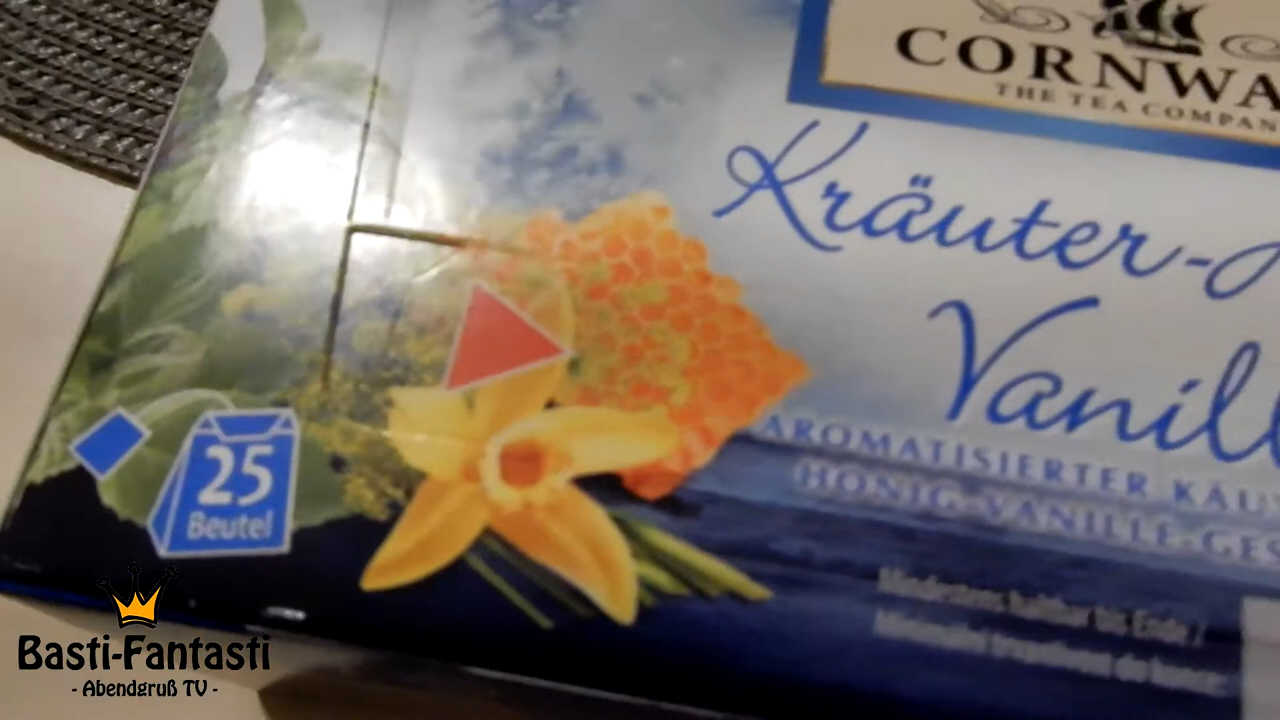 CORNWA
THE TEA COMPAN
Kräuter-
Vanill
AROMATISIERTER KÄU
HONIG-VANILLE-GES
25
Beutel
Mindestens haltbar bis Ende /
Basti-Fantasti
- Abendgruß TV -